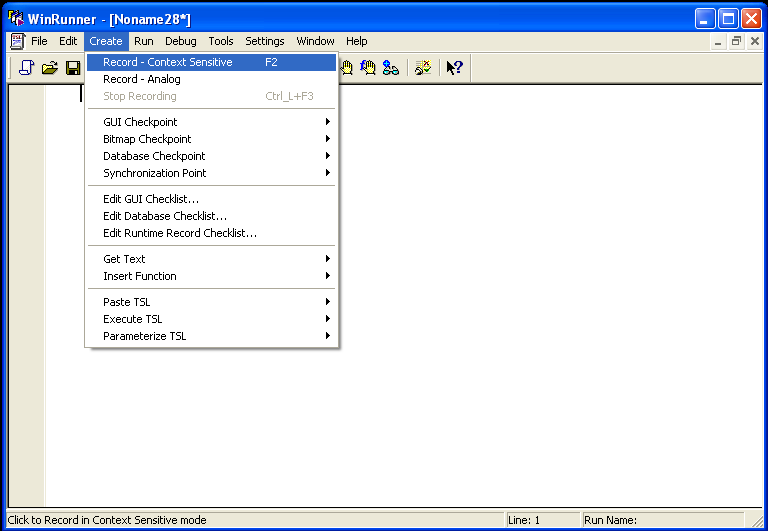 WinRunner - [Noname28*]
File Edit Create Run Debug Tools Settings Window Help
Record - Context Sensitive F2
Record - Analog
Stop Recording Ctrl_L+F3
GUI Checkpoint
Bitmap Checkpoint
Database Checkpoint
Synchronization Point
Edit GUI Checklist...
Edit Database Checklist...
Edit Runtime Record Checklist...
Get Text
Insert Function
Paste TSL
Execute TSL
Parameterize TSL
Click to Record in Context Sensitive mode Line: 1 Run Name: